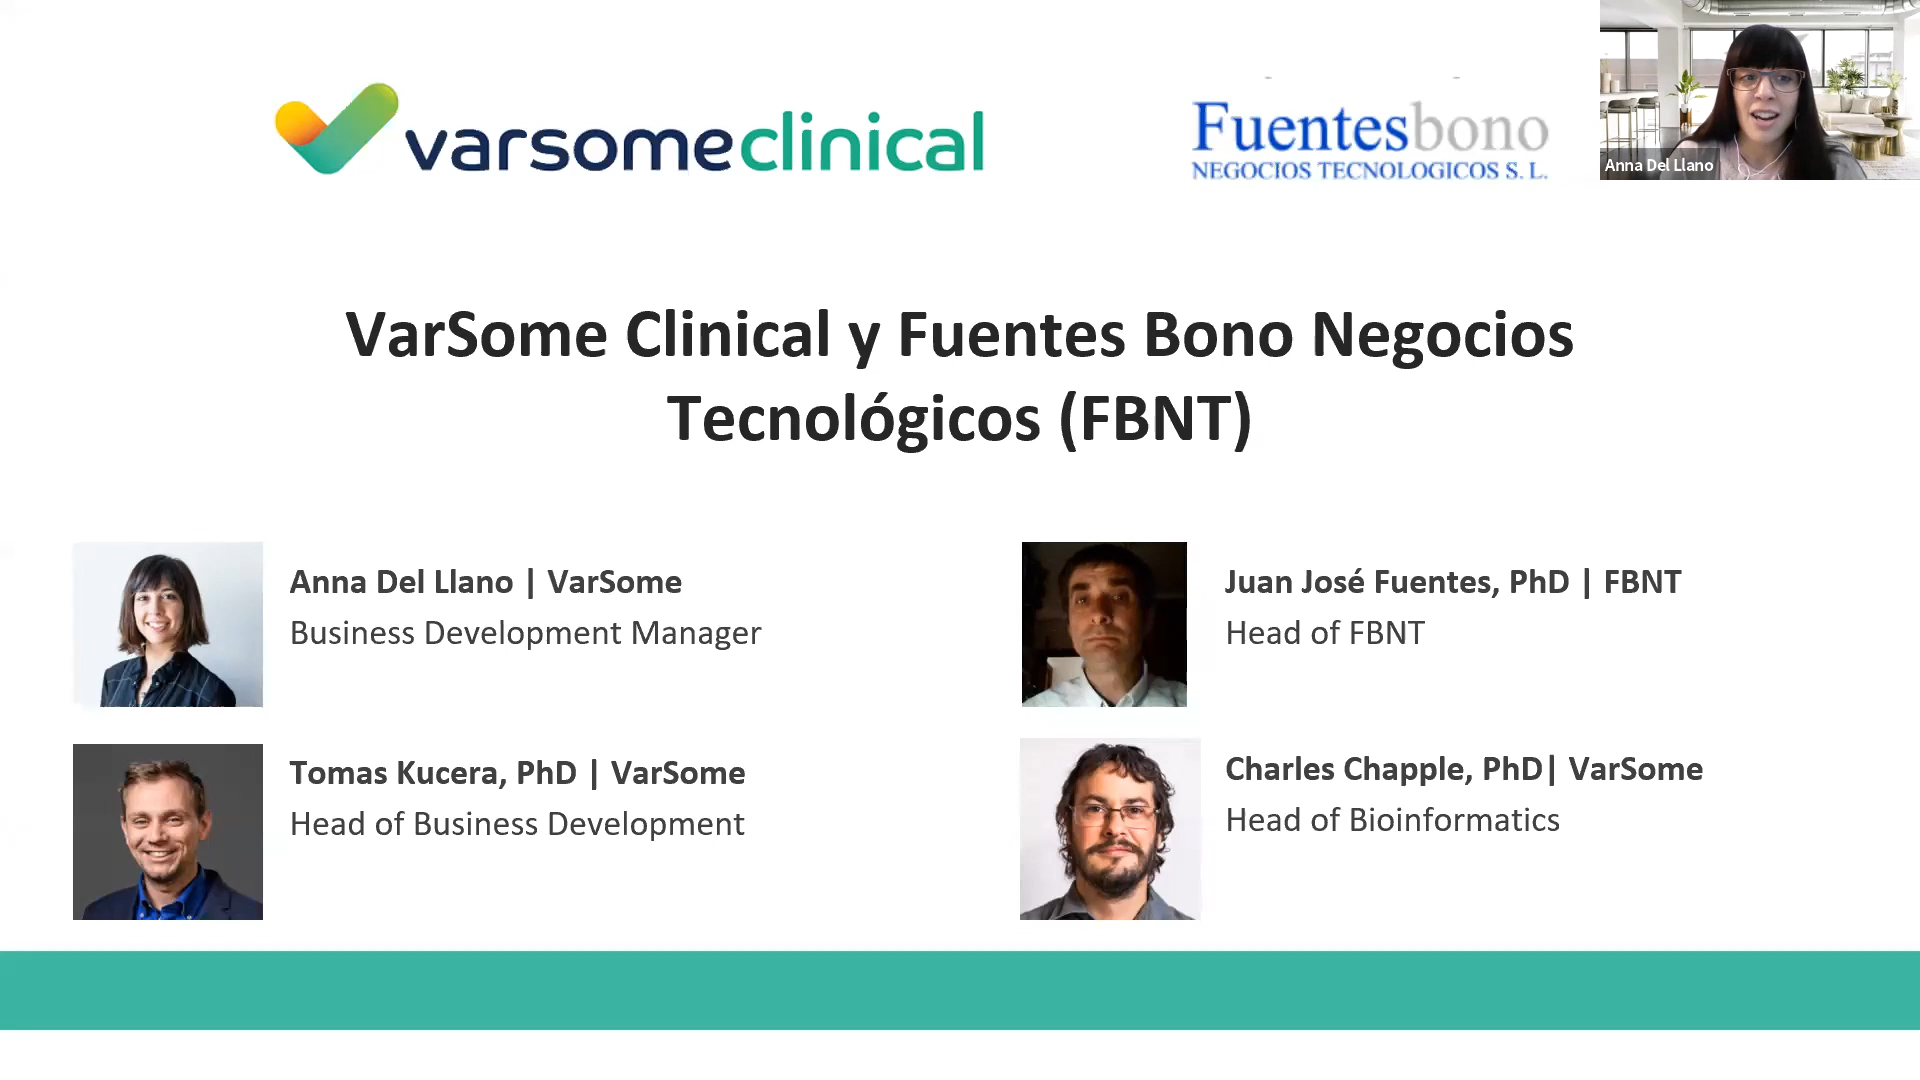 varsomeclinical
Fuentesbono
NEGOCIOS TECNOLOGICOS S. L.
Anna Del Llano
VarSome Clinical y Fuentes Bono Negocios
Tecnológicos (FBNT)
Anna Del Llano | VarSome
Business Development Manager
Juan José Fuentes, PhD | FBNT
Head of FBNT
Tomas Kucera, PhD | VarSome
Head of Business Development
Charles Chapple, PhD| VarSome
Head of Bioinformatics